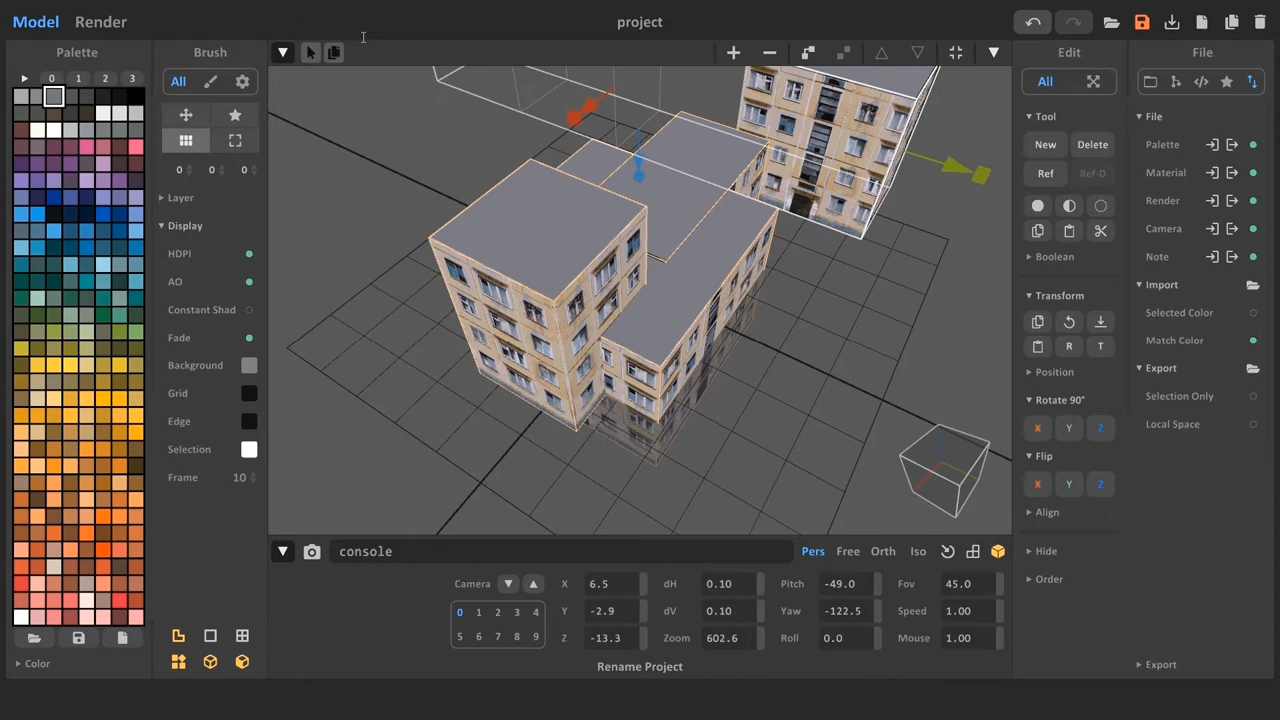 Model Render
project
Palette
0 1 2 3
Color
Brush
All
0 0 0
Layer
Display
HDPI
AO
Constant Shad
Fade
Background
Grid
Edge
Selection
Frame 10
console
Pers Free Orth Iso
Camera
0 1 2 3 4
5 6 7 8 9
X 6.5 dH 0.10 Pitch -49.0 Fov 45.0
Y -2.9 dV 0.10 Yaw -122.5 Speed 1.00
Z -13.3 Zoom 602.6 Roll 0.0 Mouse 1.00
Rename Project
Edit
All
Tool
New Delete
Ref Ref-D
Boolean
Transform
R T
Position
Rotate 90°
X Y Z
Flip
X Y Z
Align
Hide
Order
File
File
Palette
Material
Render
Camera
Note
Import
Selected Color
Match Color
Export
Selection Only
Local Space
Export